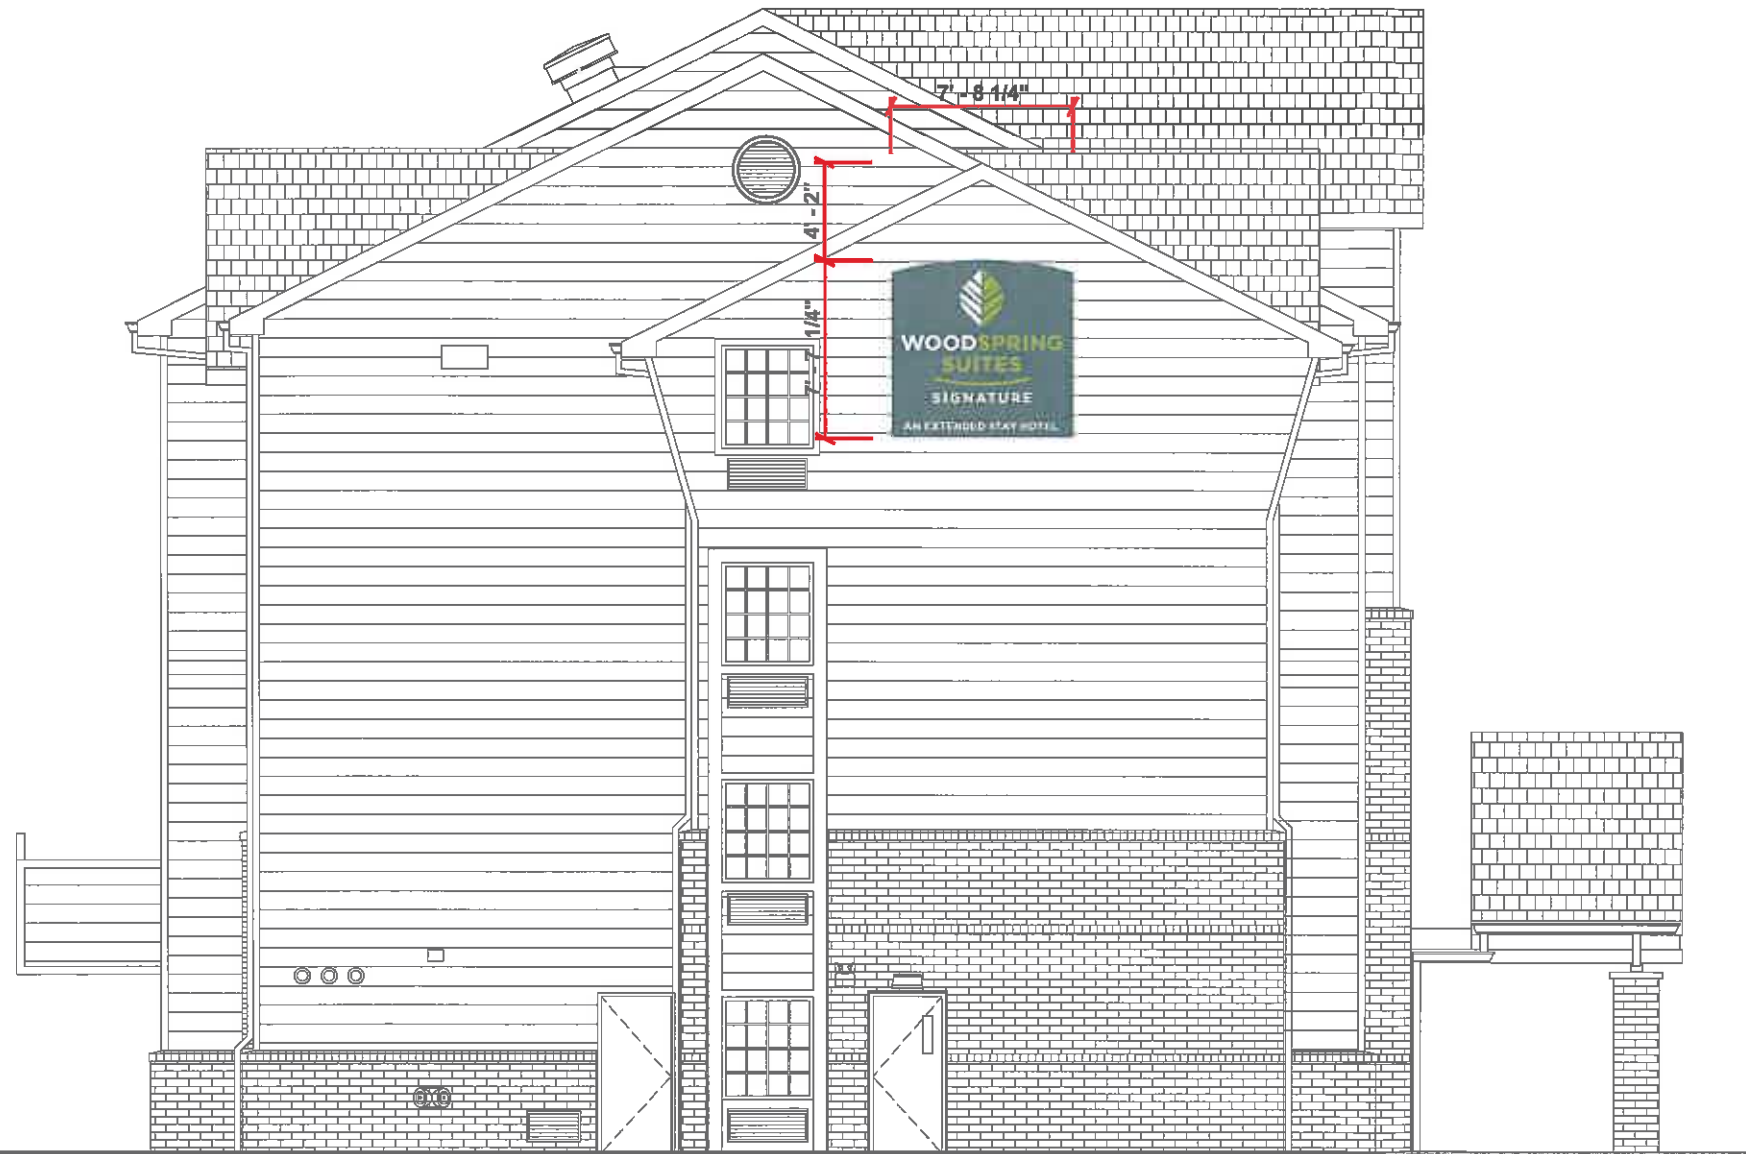 7' - 8 1/4"
4' - 2"
7' - 7 1/4"
WOODSPRING
SUITES
SIGNATURE
AN EXTENDED STAY HOTEL